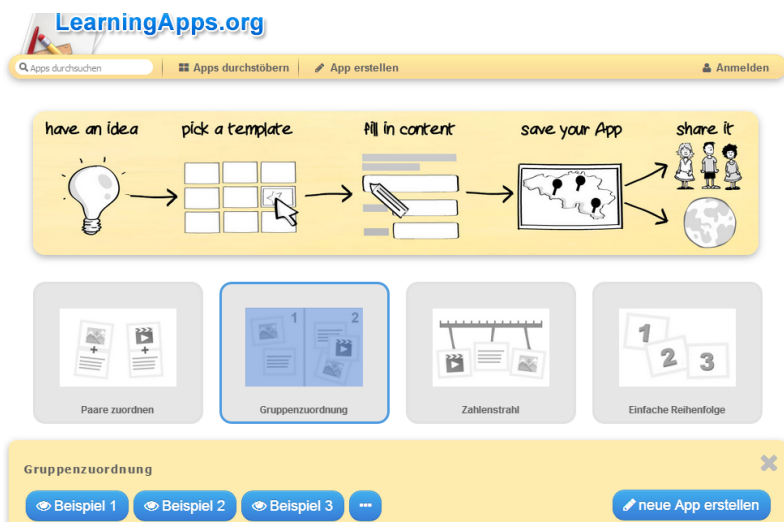 LearningApps.org
Apps durchsuchen
Apps durchstöbern
App erstellen
Anmelden
have an idea
pick a template
fill in content
save your App
share it
1
2
1
2
3
Paare zuordnen
Gruppenzuordnung
Zahlenstrahl
Einfache Reihenfolge
Gruppenzuordnung
Beispiel 1
Beispiel 2
Beispiel 3
...
neue App erstellen